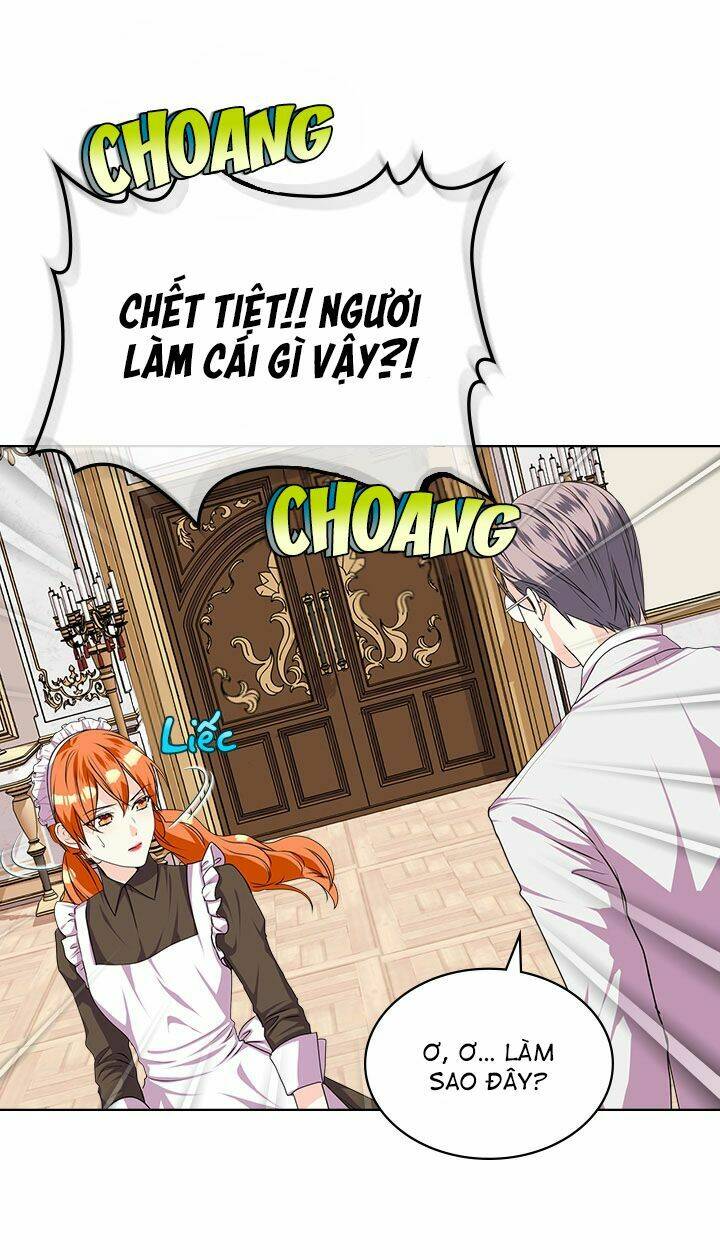 CHOANG
CHẾT TIỆT!! NGƯƠI
LÀM CÁI GÌ VẬY?!
CHOANG
Liếc
Ơ, Ơ... LÀM
SAO ĐÂY?